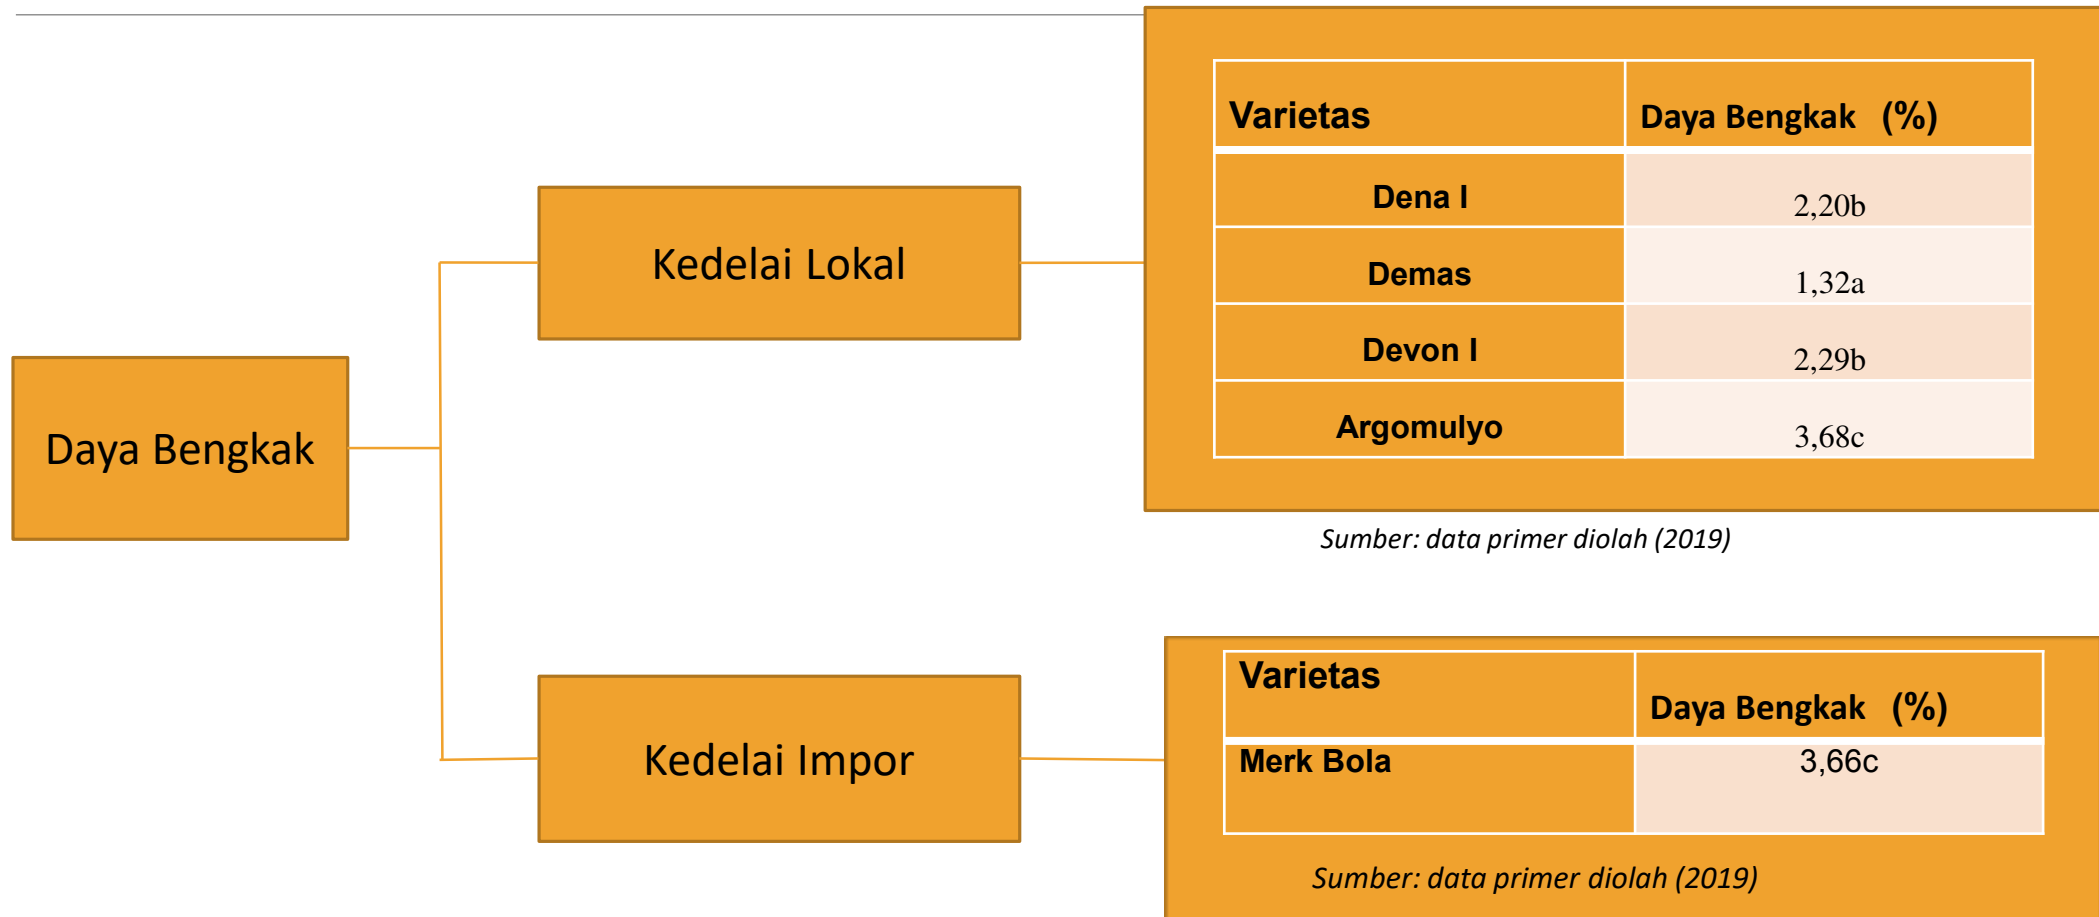 Daya Bengkak
Kedelai Lokal
Varietas Daya Bengkak (%)
Dena I 2,20b
Demas 1,32a
Devon I 2,29b
Argomulyo 3,68c
Sumber: data primer diolah (2019)
Kedelai Impor
Varietas Daya Bengkak (%)
Merk Bola 3,66c
Sumber: data primer diolah (2019)